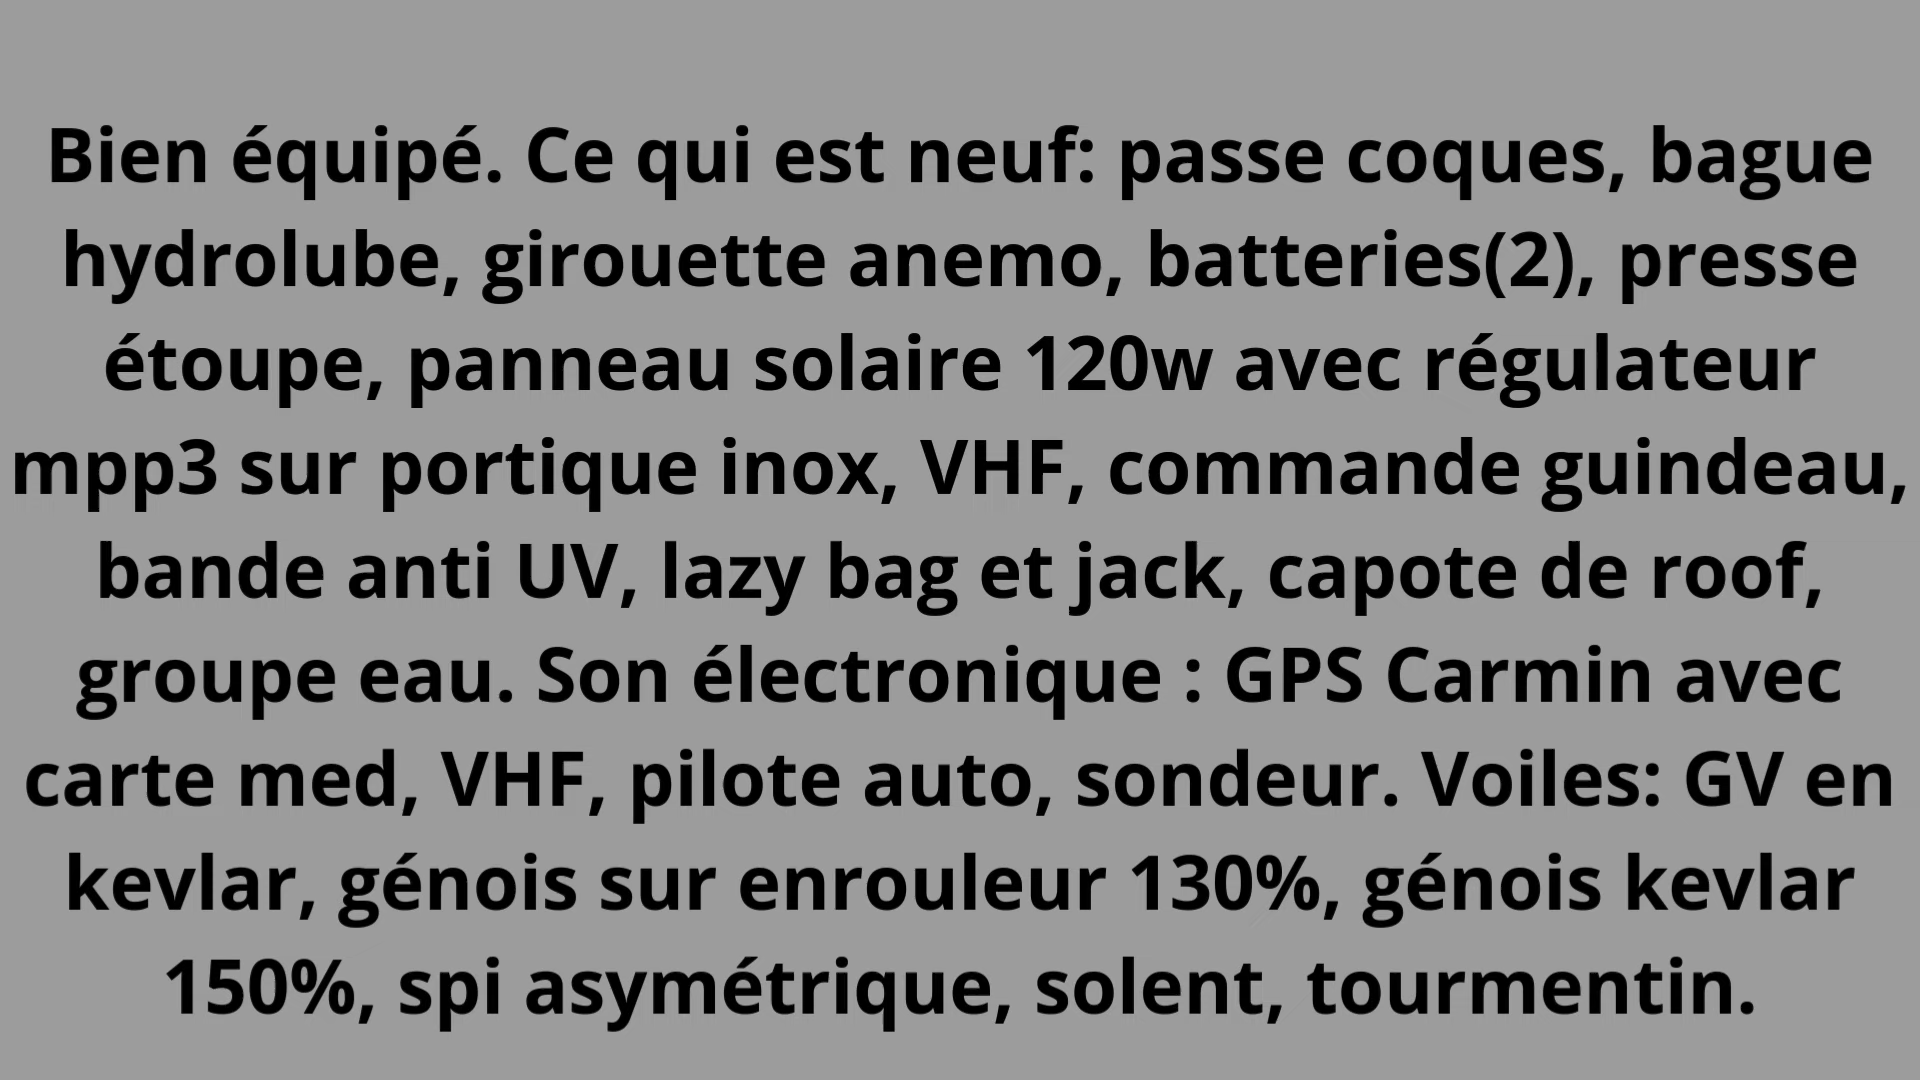 Bien équipé. Ce qui est neuf: passe coques, bague
hydrolube, girouette anemo, batteries(2), presse
étoupe, panneau solaire 120w avec régulateur
mpp3 sur portique inox, VHF, commande guindeau,
bande anti UV, lazy bag et jack, capote de roof,
groupe eau. Son électronique : GPS Carmin avec
carte med, VHF, pilote auto, sondeur. Voiles: GV en
kevlar, génois sur enrouleur 130%, génois kevlar
150%, spi asymétrique, solent, tourmentin.